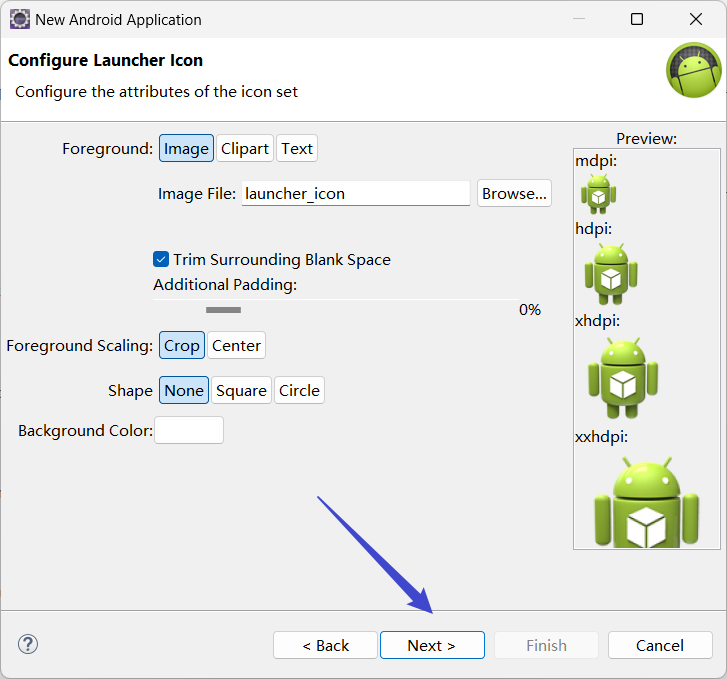 New Android Application
Configure Launcher Icon
Configure the attributes of the icon set
Foreground: Image Clipart Text
Image File: launcher_icon Browse...
Trim Surrounding Blank Space
Additional Padding:
0%
Foreground Scaling: Crop Center
Shape None Square Circle
Background Color:
Preview:
mdpi:
hdpi:
xhdpi:
xxhdpi:
? < Back Next > Finish Cancel